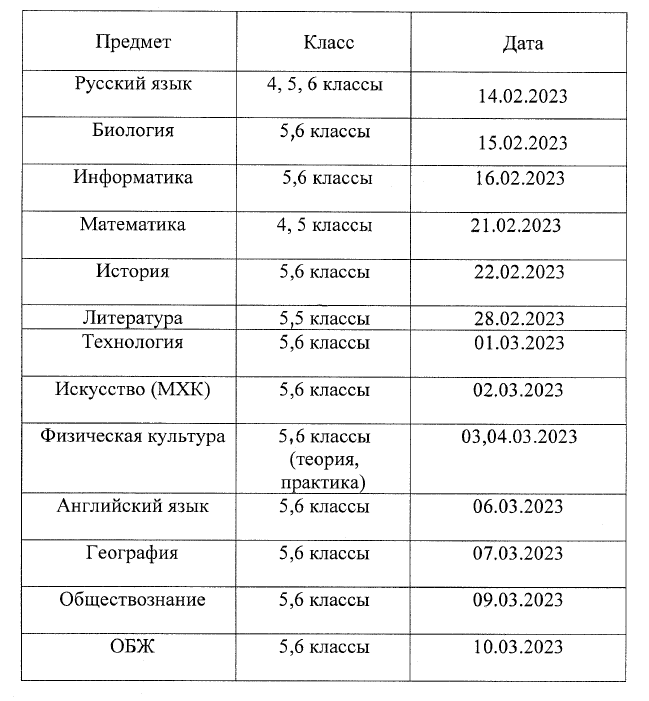 Предмет Класс Дата
Русский язык 4, 5, 6 классы 14.02.2023
Биология 5,6 классы 15.02.2023
Информатика 5,6 классы 16.02.2023
Математика 4, 5 классы 21.02.2023
История 5,6 классы 22.02.2023
Литература 5,5 классы 28.02.2023
Технология 5,6 классы 01.03.2023
Искусство (МХК) 5,6 классы 02.03.2023
Физическая культура 5,6 классы 03,04.03.2023
(теория,
практика)
Английский язык 5,6 классы 06.03.2023
География 5,6 классы 07.03.2023
Обществознание 5,6 классы 09.03.2023
ОБЖ 5,6 классы 10.03.2023